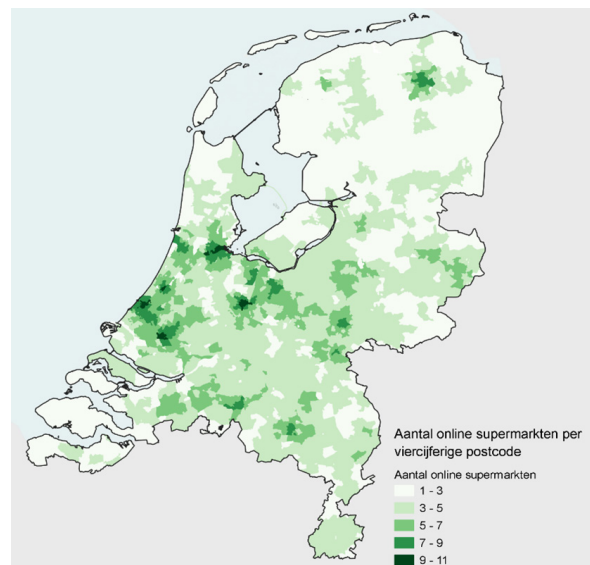 Aantal online supermarkten per
viercijferige postcode
Aantal online supermarkten
1 - 3
3 - 5
5 - 7
7 - 9
9 - 11